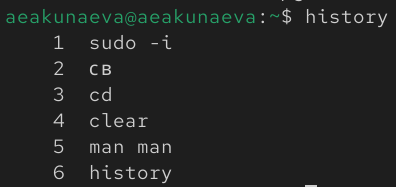 aeakunaeva@aeakunaeva:~$ history
1 sudo -i
2 св
3 cd
4 clear
5 man man
6 history